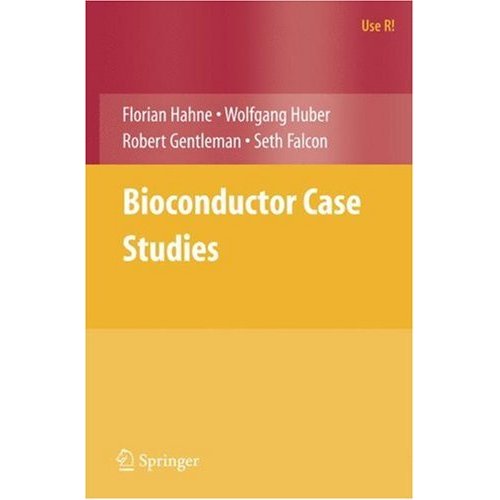 Use R!
Florian Hahne • Wolfgang Huber
Robert Gentleman • Seth Falcon
Bioconductor Case
Studies
Springer